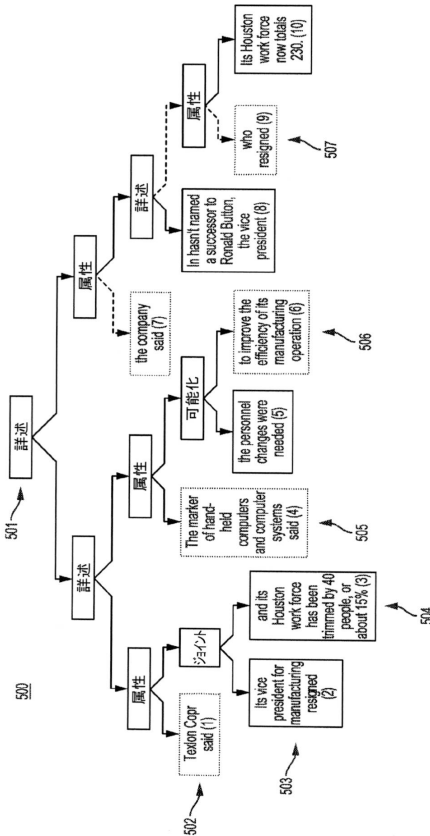 500
501
詳述
詳述
属性
属性
属性
詳述
Texlon Copr
said (1)
ジョイント
The marker
of hand-
held
computers
and computer
systems
said (4)
可能化
the company
said (7)
属性
Its vice
president for
manufacturing
resigned
(2)
and its
Houston
work force
has been
trimmed by 40
people, or
about 15% (3)
the personnel
changes were
needed (5)
to improve the
efficiency of its
manufacturing
operation (6)
In hasn't named
a successor to
Ronald Button,
the vice
president (8)
who
resigned (9)
Its Houston
work force
now totals
230. (10)
502
503
504
505
506
507